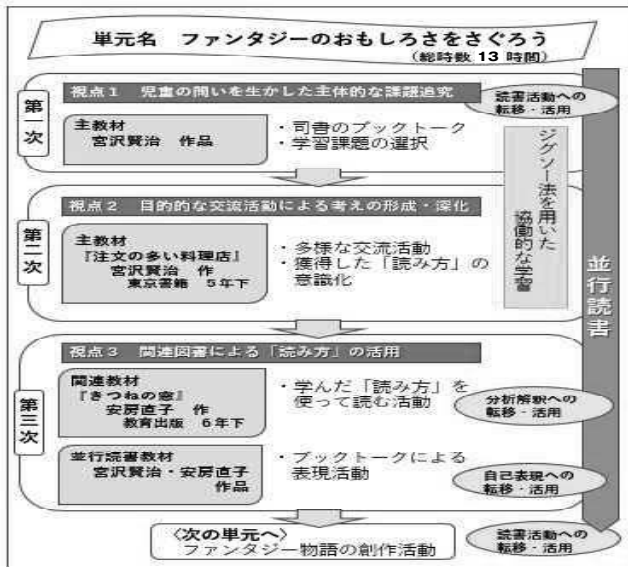 単元名 ファンタジーのおもしろさをさぐろう
(総時数 13 時間)
第一次
視点1 児童の問いを生かした主体的な課題追究
読書活動への
転移・活用
主教材
宮沢賢治 作品
・司書のブックトーク
・学習課題の選択
ジグソー法を用いた
協働的な学習
並行読書
第二次
視点2 目的的な交流活動による考えの形成・深化
主教材
『注文の多い料理店』
宮沢賢治 作
東京書籍 5年下
・多様な交流活動
・獲得した「読み方」の
意識化
第三次
視点3 関連図書による「読み方」の活用
関連教材
『きつねの窓』
安房直子 作
教育出版 6年下
・学んだ「読み方」を
使って読む活動
分析解釈への
転移・活用
並行読書教材
宮沢賢治・安房直子
作品
・ブックトークによる
表現活動
自己表現への
転移・活用
〈次の単元へ〉
ファンタジー物語の創作活動
読書活動への
転移・活用